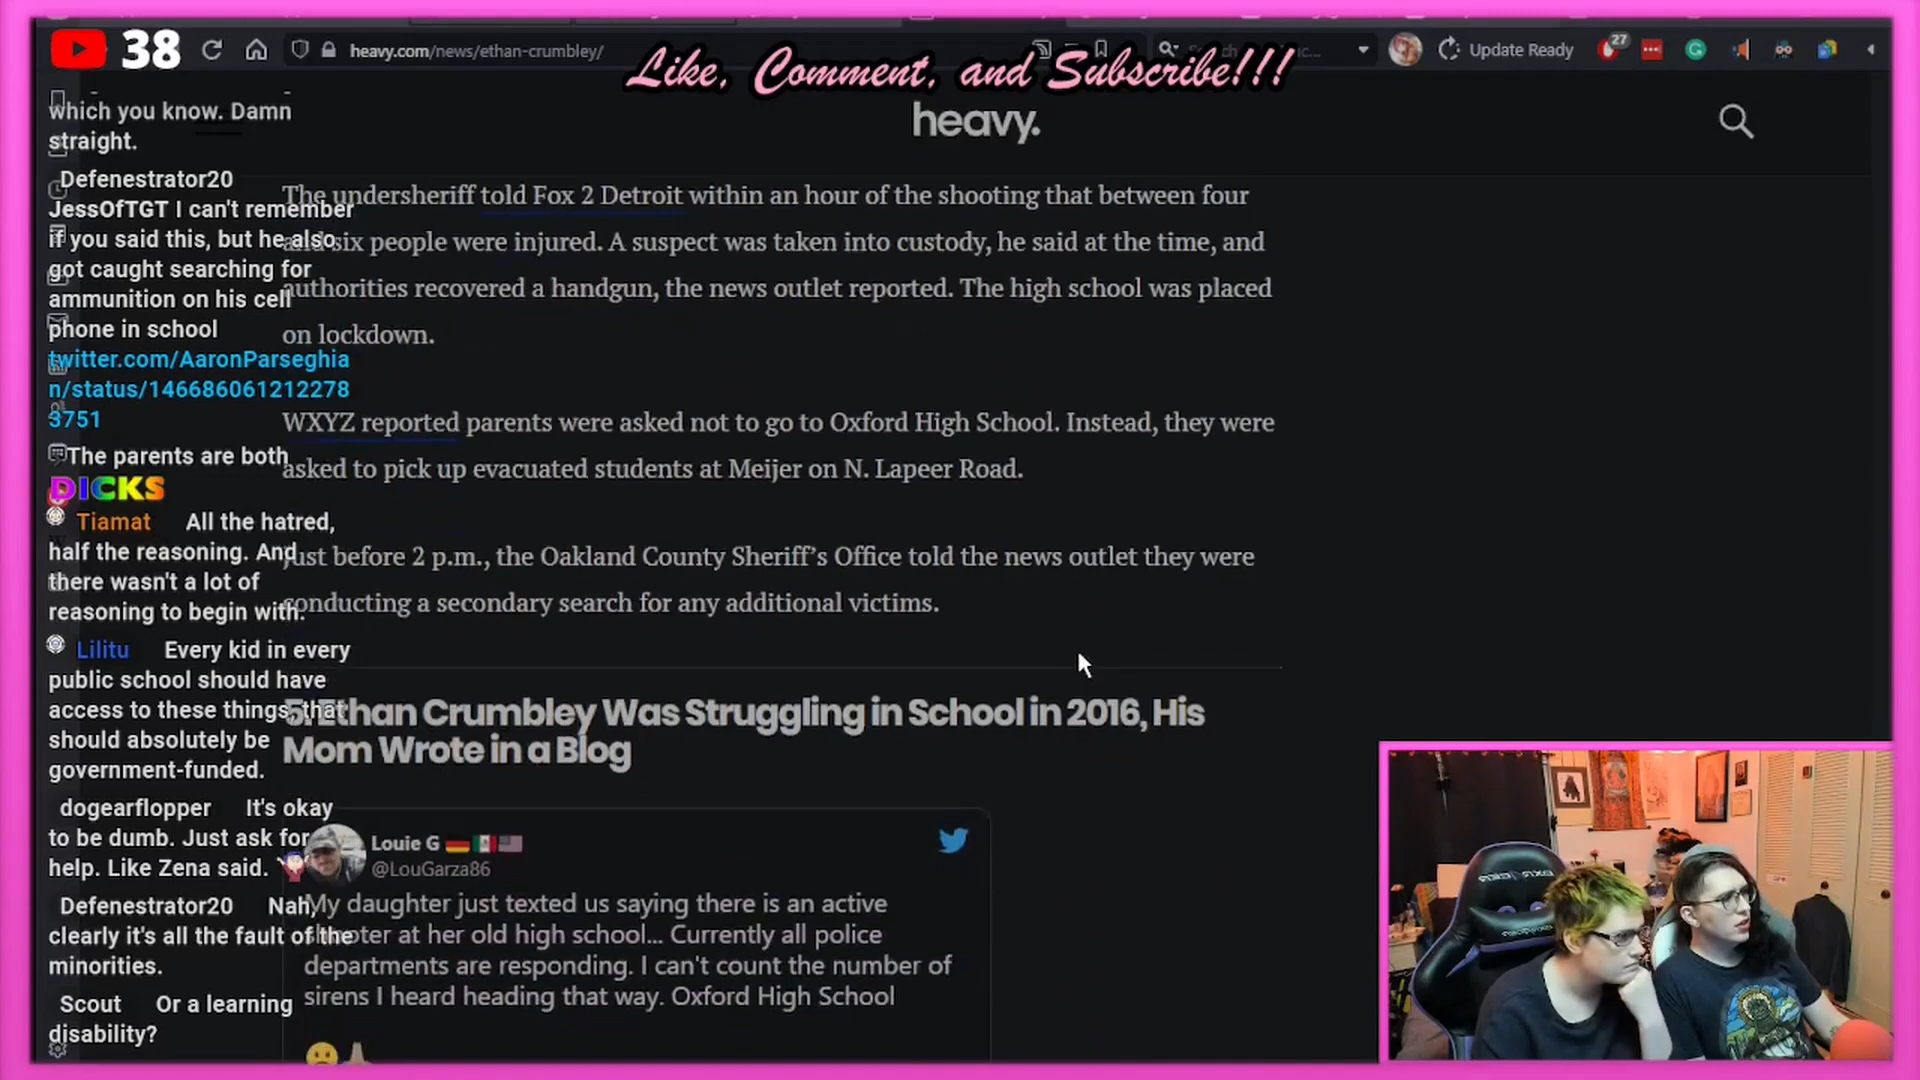 38
heavy.com/news/ethan-crumbley/
Update Ready
27
Like, Comment, and Subscribe!!!
heavy.
which you know. Damn
straight.
Defenestrator20
JessOfTGT I can't remember
if you said this, but he also
got caught searching for
ammunition on his cell
phone in school
twitter.com/AaronParseghia
n/status/146686061212278
3751
The parents are both
DICKS
Tiamat All the hatred,
half the reasoning. And
there wasn't a lot of
reasoning to begin with.
Lilitu Every kid in every
public school should have
access to these things, that
should absolutely be
government-funded.
dogearflopper It's okay
to be dumb. Just ask for
help. Like Zena said.
Defenestrator20 Nah,
clearly it's all the fault of the
minorities.
Scout Or a learning
disability?
The undersheriff told Fox 2 Detroit within an hour of the shooting that between four
and six people were injured. A suspect was taken into custody, he said at the time, and
authorities recovered a handgun, the news outlet reported. The high school was placed
on lockdown.
WXYZ reported parents were asked not to go to Oxford High School. Instead, they were
asked to pick up evacuated students at Meijer on N. Lapeer Road.
Just before 2 p.m., the Oakland County Sheriff's Office told the news outlet they were
conducting a secondary search for any additional victims.
5. Ethan Crumbley Was Struggling in School in 2016, His
Mom Wrote in a Blog
Louie G
@LouGarza86
My daughter just texted us saying there is an active
shooter at her old high school... Currently all police
departments are responding. I can't count the number of
sirens I heard heading that way. Oxford High School